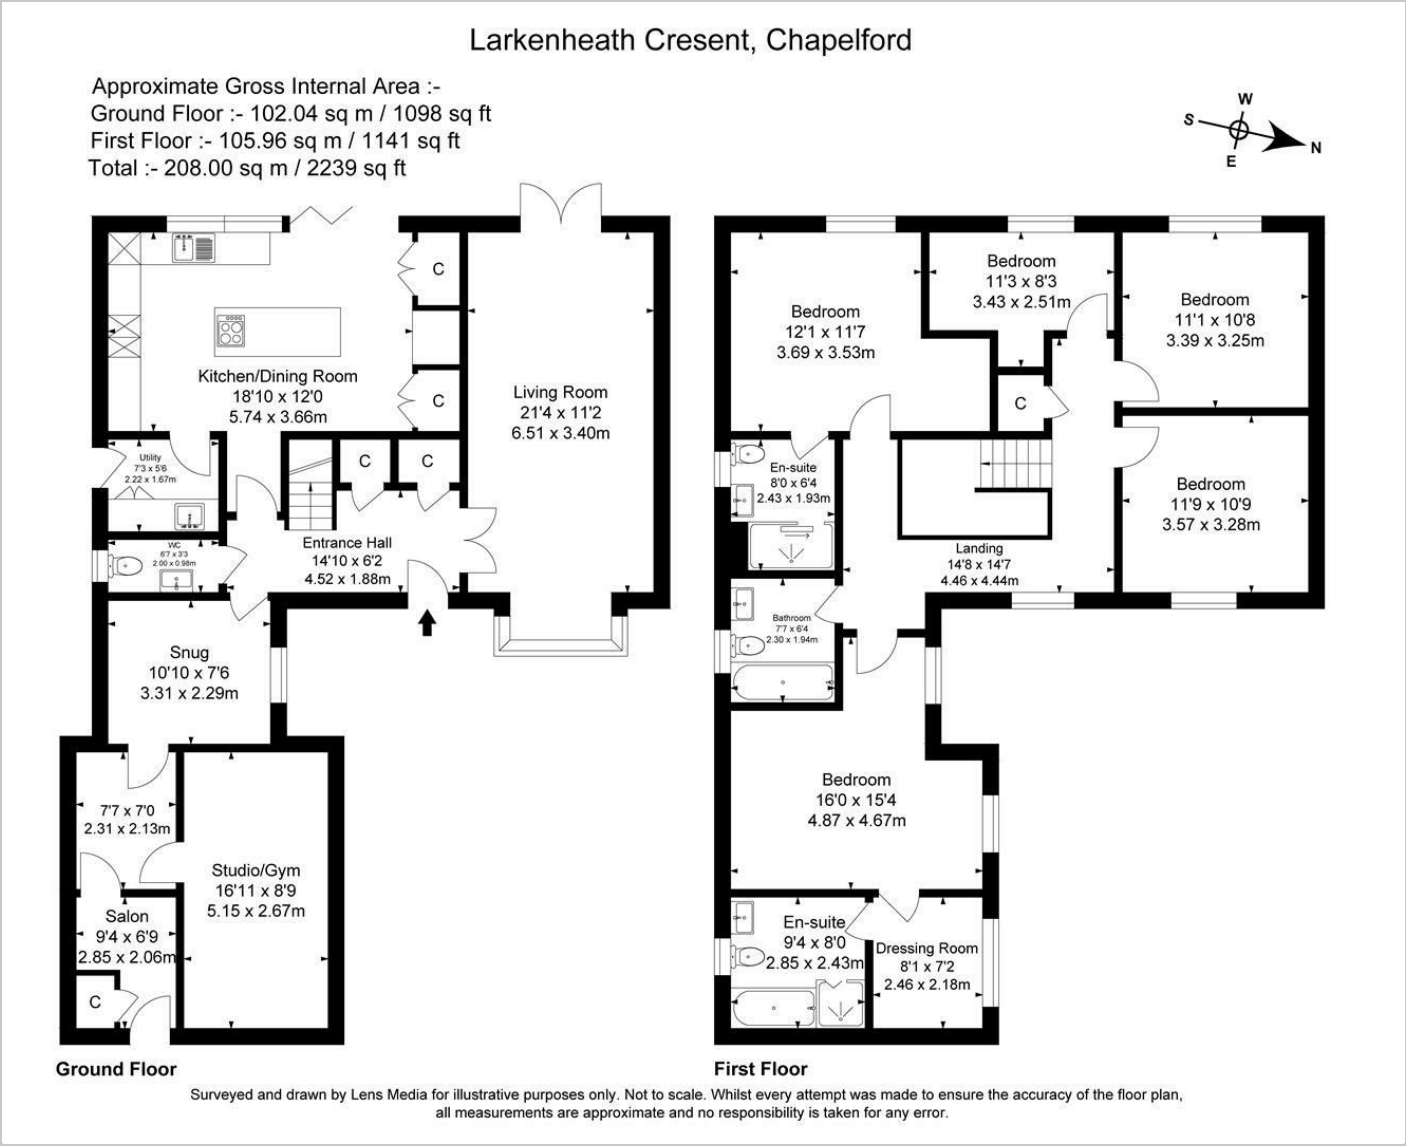 Larkenheath Cresent, Chapelford
Approximate Gross Internal Area :-
Ground Floor :- 102.04 sq m / 1098 sq ft
First Floor :- 105.96 sq m / 1141 sq ft
Total :- 208.00 sq m / 2239 sq ft
W
S
N
E
C
Kitchen/Dining Room
18'10 x 12'0
5.74 x 3.66m
C
Living Room
21'4 x 11'2
6.51 x 3.40m
Utility
7'3 x 5'6
2.22 x 1.67m
C
C
WC
6'7 x 3'3
2.00 x 0.98m
Entrance Hall
14'10 x 6'2
4.52 x 1.88m
Snug
10'10 x 7'6
3.31 x 2.29m
7'7 x 7'0
2.31 x 2.13m
Studio/Gym
16'11 x 8'9
5.15 x 2.67m
Salon
9'4 x 6'9
2.85 x 2.06m
C
Ground Floor
Bedroom
12'1 x 11'7
3.69 x 3.53m
Bedroom
11'3 x 8'3
3.43 x 2.51m
Bedroom
11'1 x 10'8
3.39 x 3.25m
C
En-suite
8'0 x 6'4
2.43 x 1.93m
Bedroom
11'9 x 10'9
3.57 x 3.28m
Landing
14'8 x 14'7
4.46 x 4.44m
Bathroom
7'7 x 6'4
2.30 x 1.94m
Bedroom
16'0 x 15'4
4.87 x 4.67m
En-suite
9'4 x 8'0
2.85 x 2.43m
Dressing Room
8'1 x 7'2
2.46 x 2.18m
First Floor
Surveyed and drawn by Lens Media for illustrative purposes only. Not to scale. Whilst every attempt was made to ensure the accuracy of the floor plan,
all measurements are approximate and no responsibility is taken for any error.